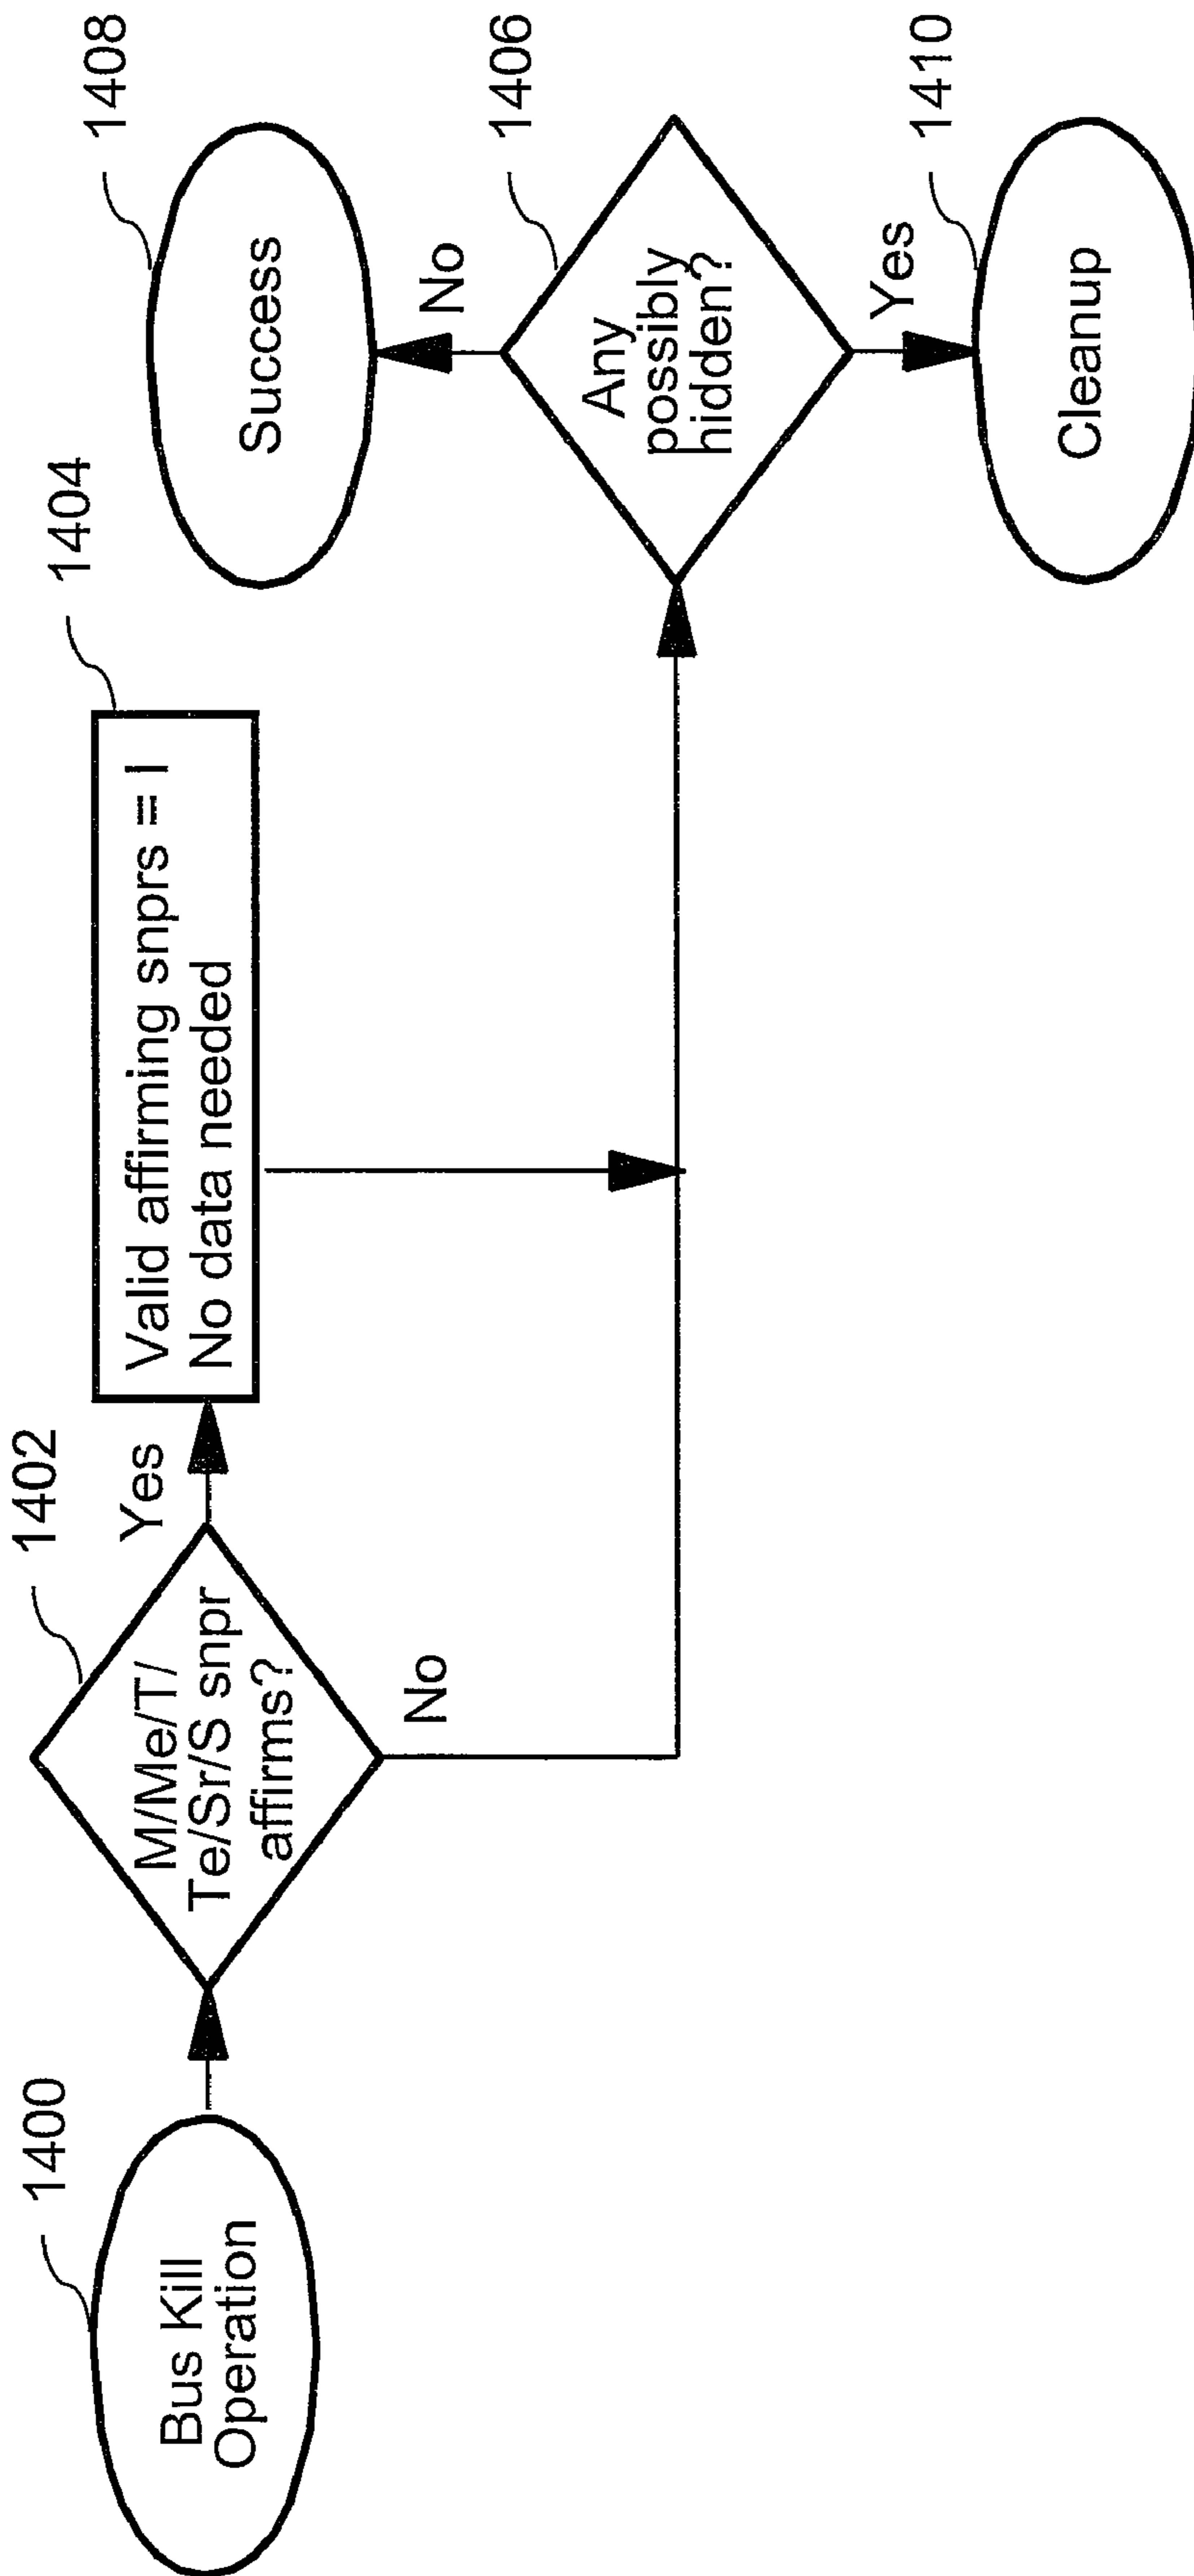 1400
Bus Kill
Operation
1402
M/Me/T/
Te/Sr/S snpr
affirms?
Yes
No
1404
Valid affirming snprs = I
No data needed
1406
Any
possibly
hidden?
No
1408
Success
Yes
1410
Cleanup